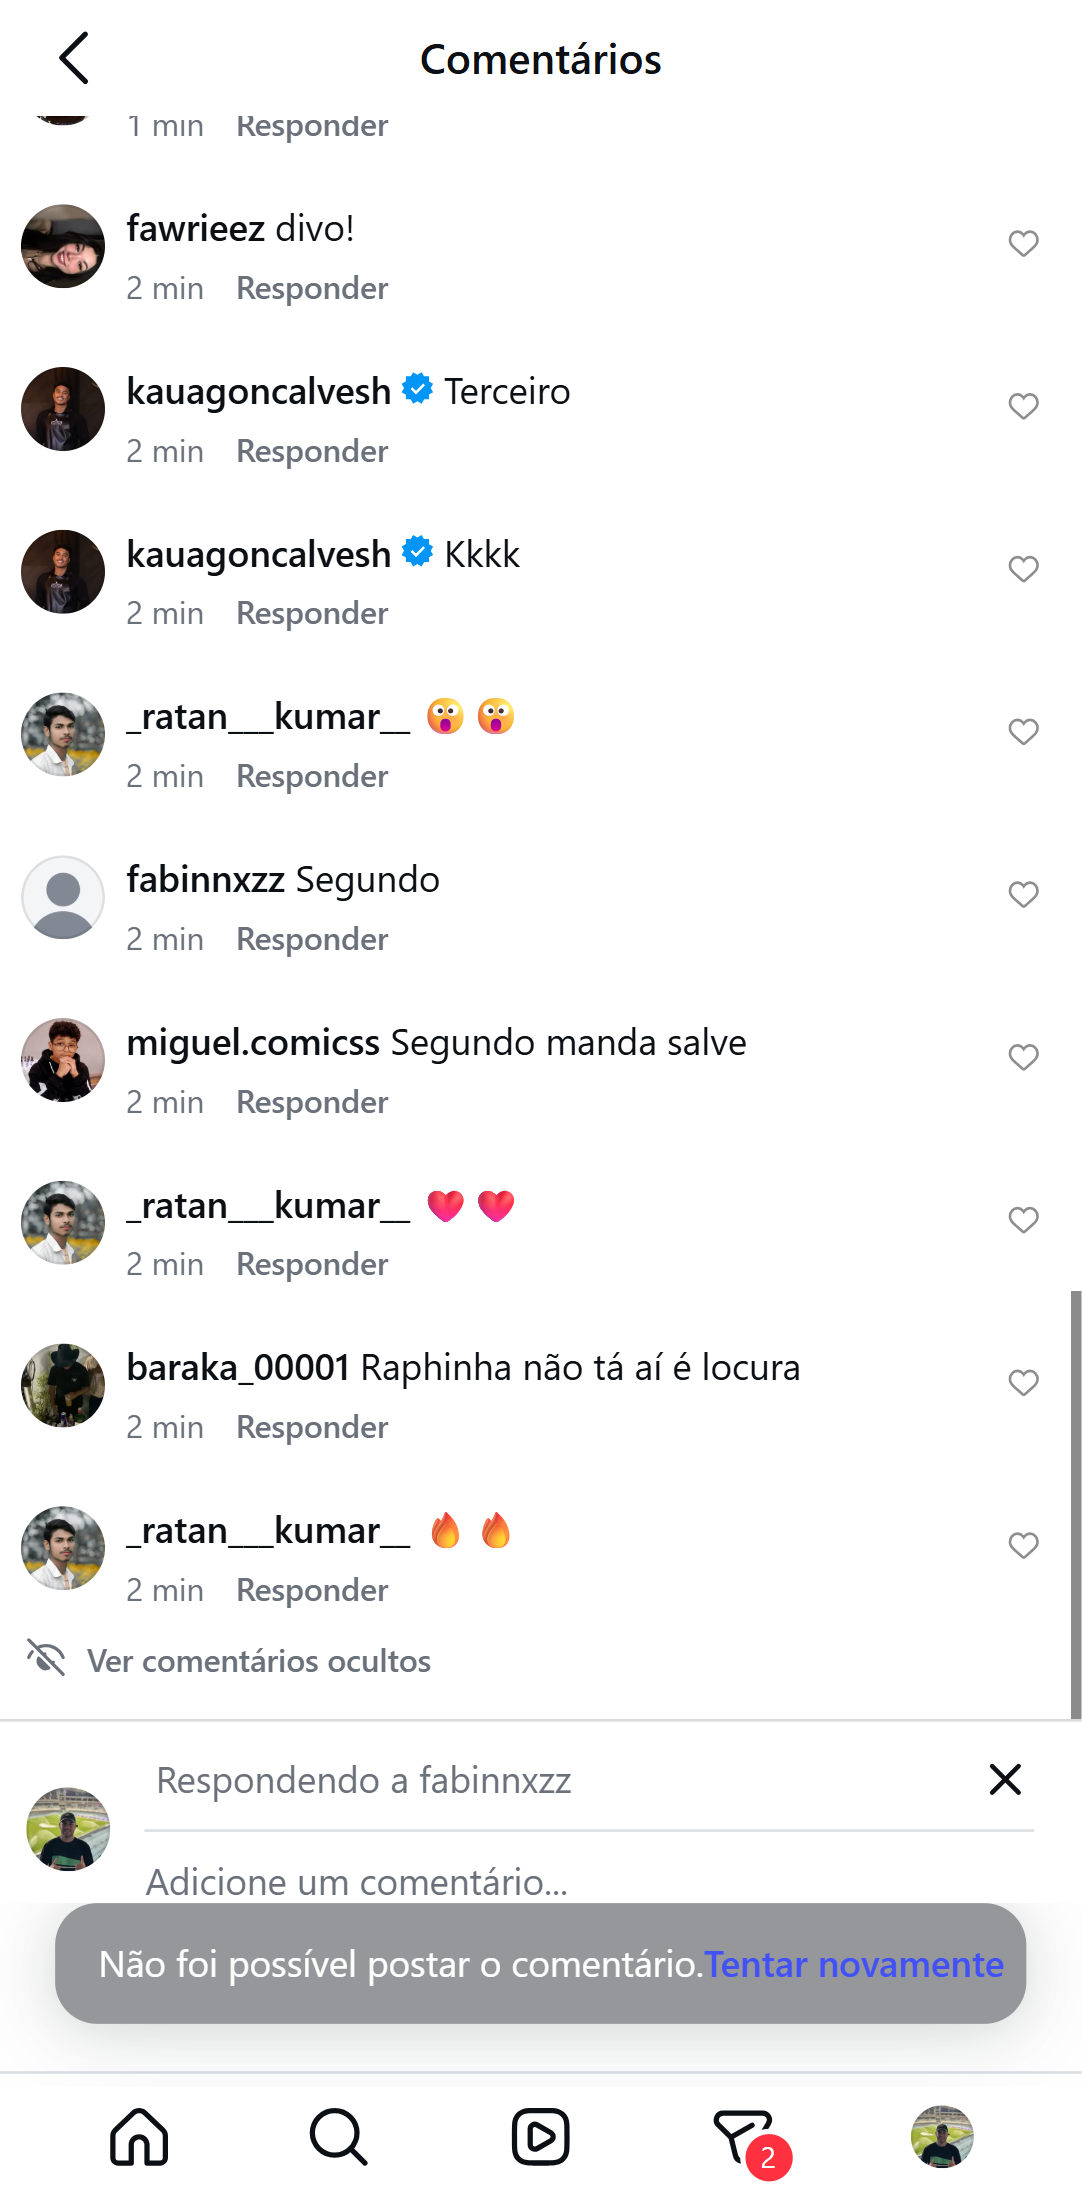 Comentários
1 min Responder
fawrieez divo!
2 min Responder
kauagoncalvesh Terceiro
2 min Responder
kauagoncalvesh Kkkk
2 min Responder
_ratan___kumar__ 😲 😲
2 min Responder
fabinnxzz Segundo
2 min Responder
miguel.comicss Segundo manda salve
2 min Responder
_ratan___kumar__ ❤️ ❤️
2 min Responder
baraka_00001 Raphinha não tá aí é locura
2 min Responder
_ratan___kumar__ 🔥 🔥
2 min Responder
Ver comentários ocultos
Respondendo a fabinnxzz
Adicione um comentário...
Não foi possível postar o comentário.Tentar novamente
2